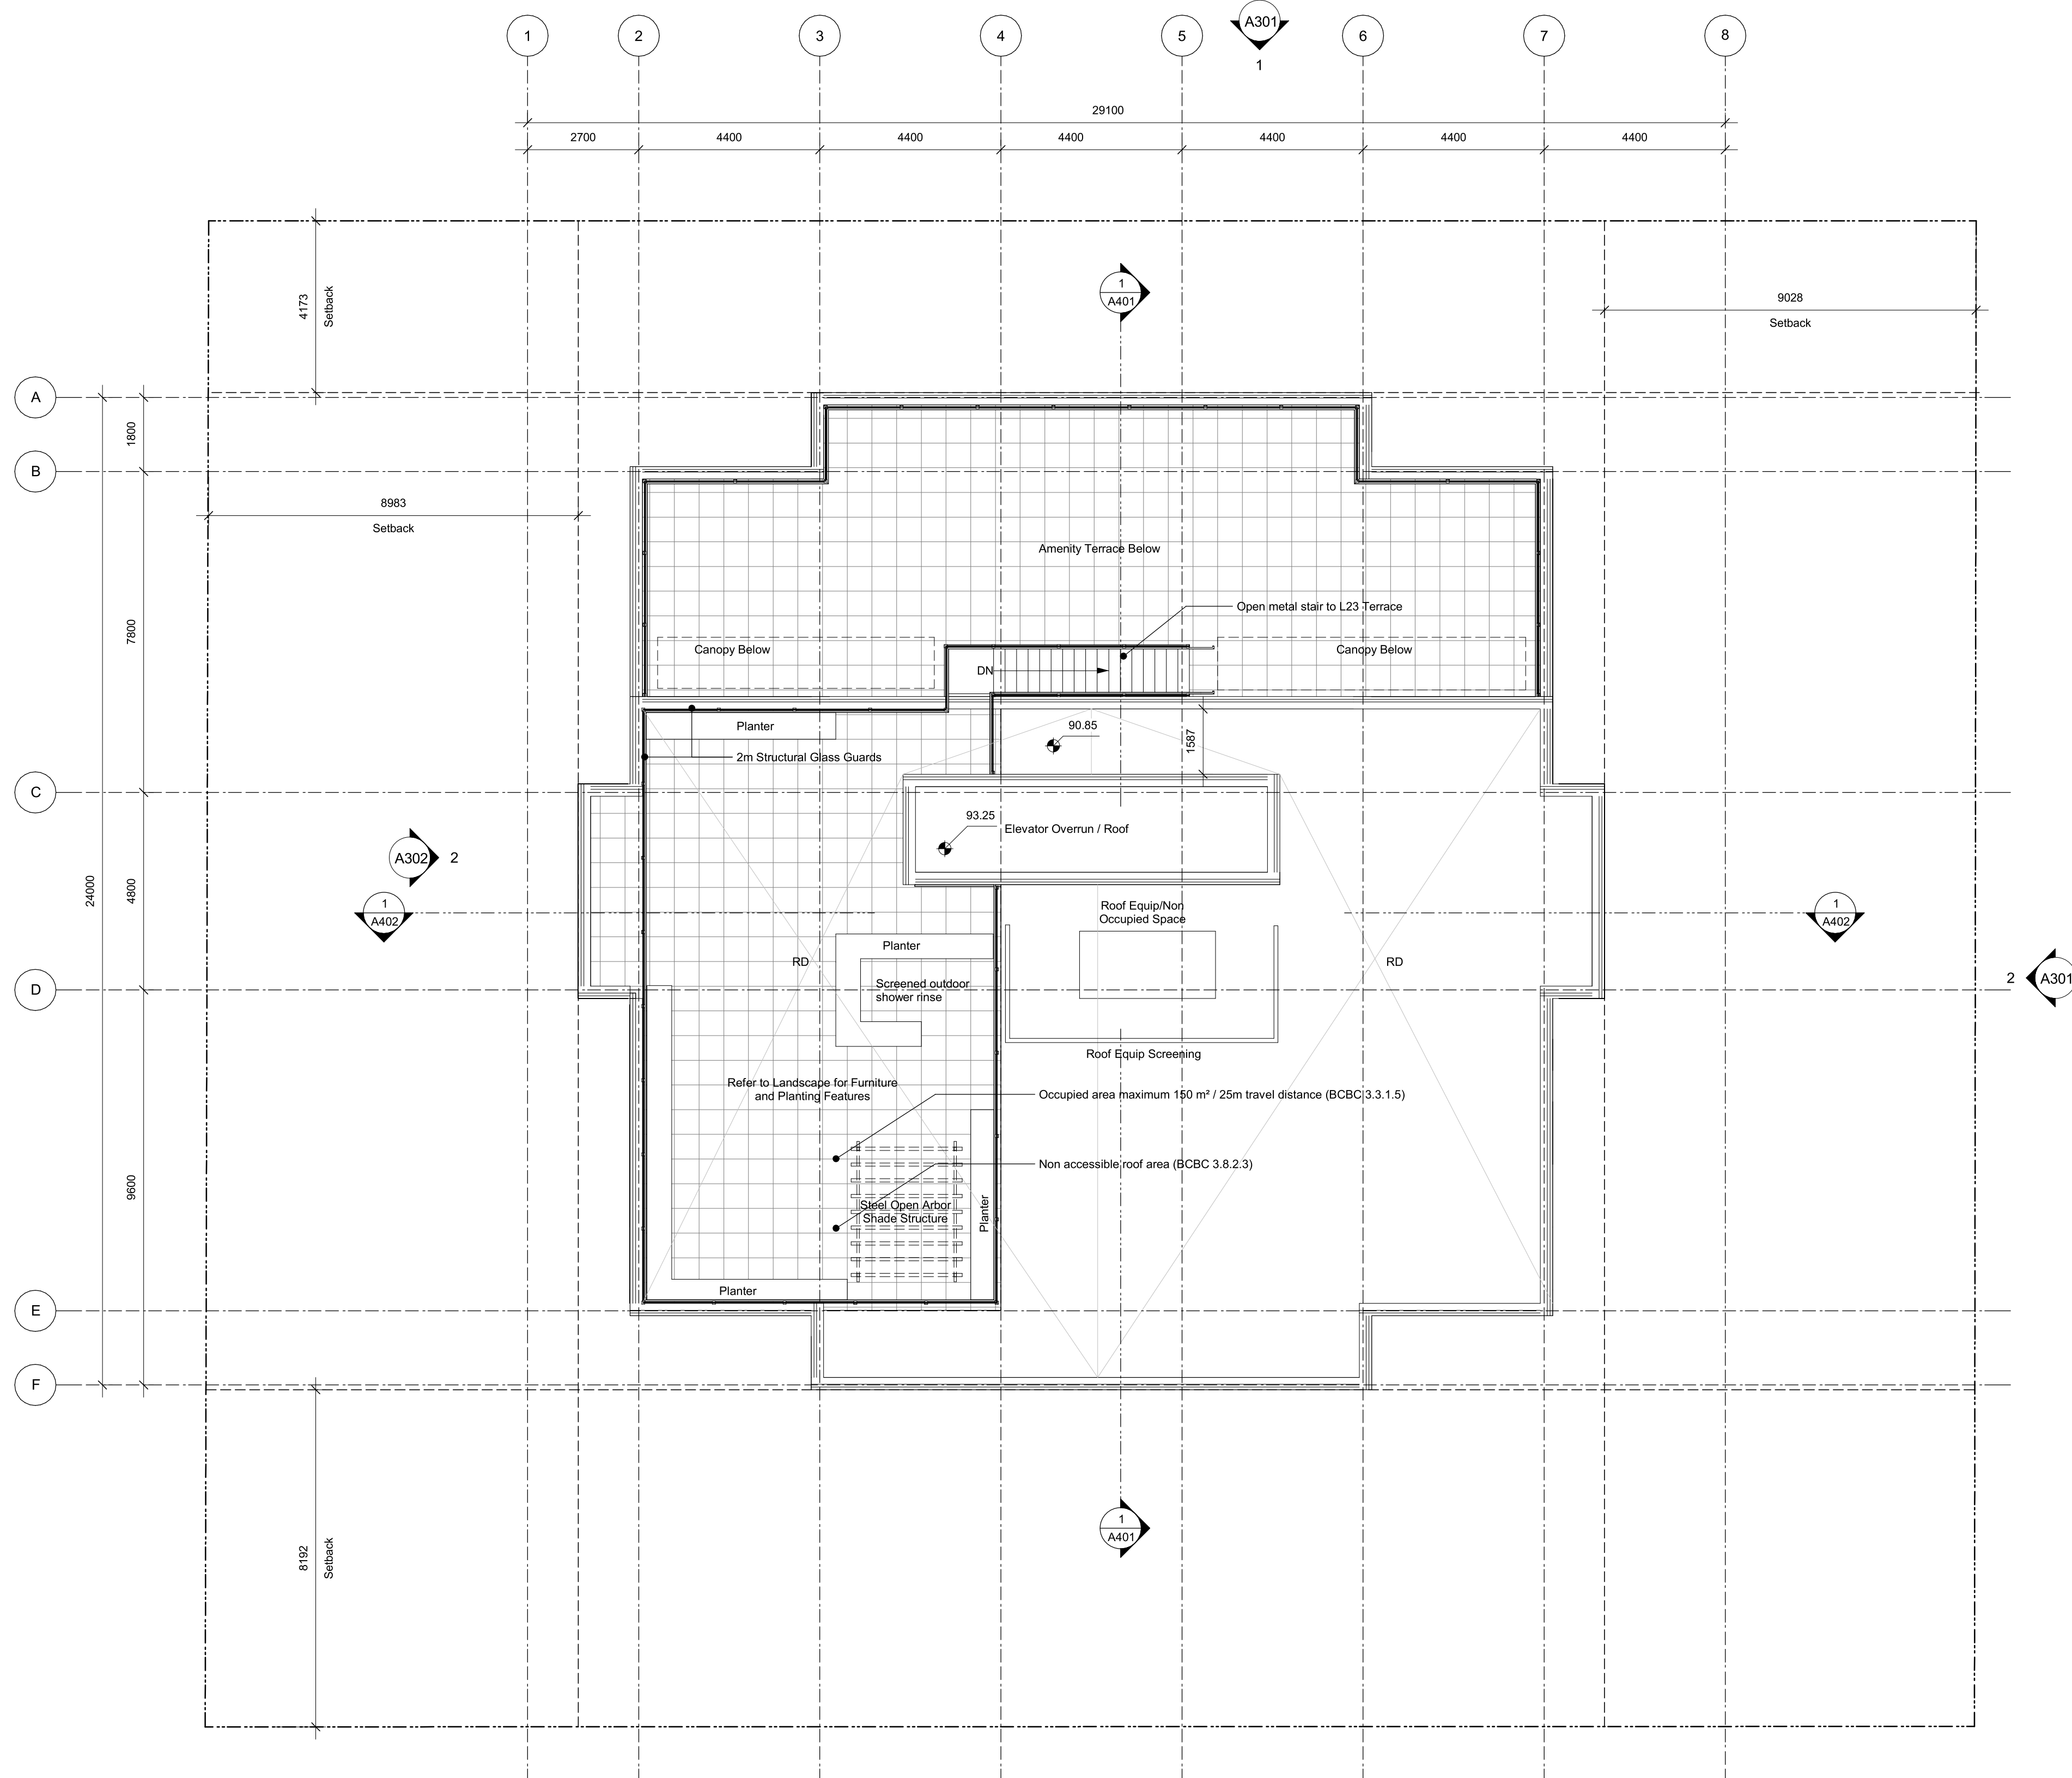 A301
1
1
2
3
4
5
6
7
8
29100
2700
4400
4400
4400
4400
4400
4400
4173
Setback
1
A401
9028
Setback
A
1800
B
8983
Setback
7800
Amenity Terrace Below
Open metal stair to L23 Terrace
Canopy Below
DN
Canopy Below
Planter
90.85
1587
2m Structural Glass Guards
C
93.25
Elevator Overrun / Roof
A302
2
24000
4800
1
A402
Roof Equip/Non
Occupied Space
1
A402
Planter
RD
RD
Screened outdoor
shower rinse
D
2
A301
Roof Equip Screening
Refer to Landscape for Furniture
and Planting Features
Occupied area maximum 150 m² / 25m travel distance (BCBC 3.3.1.5)
Non accessible roof area (BCBC 3.8.2.3)
9600
Steel Open Arbor
Shade Structure
Planter
Planter
E
F
1
A401
8192
Setback